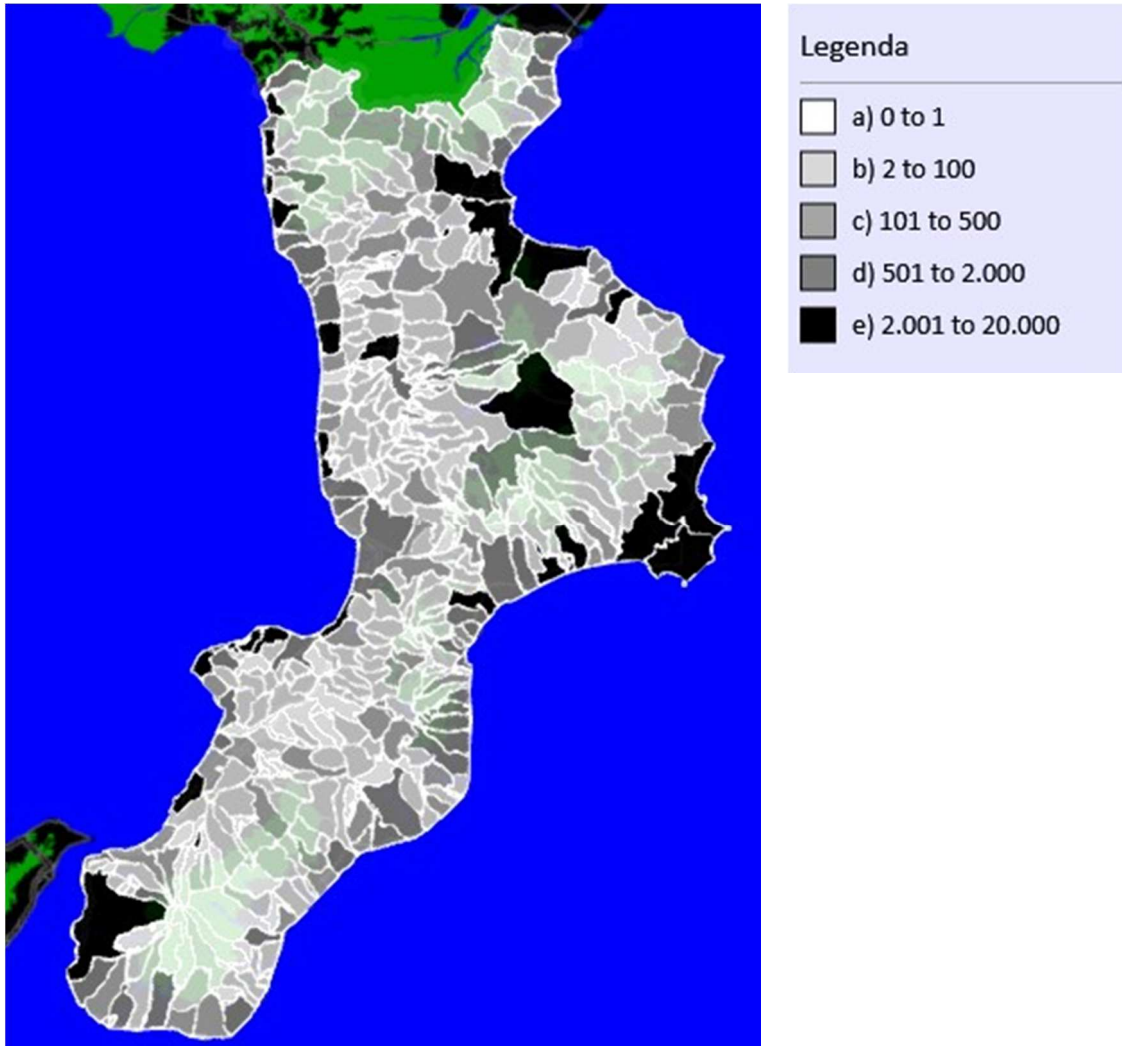 Legenda
a) 0 to 1
b) 2 to 100
c) 101 to 500
d) 501 to 2.000
e) 2.001 to 20.000